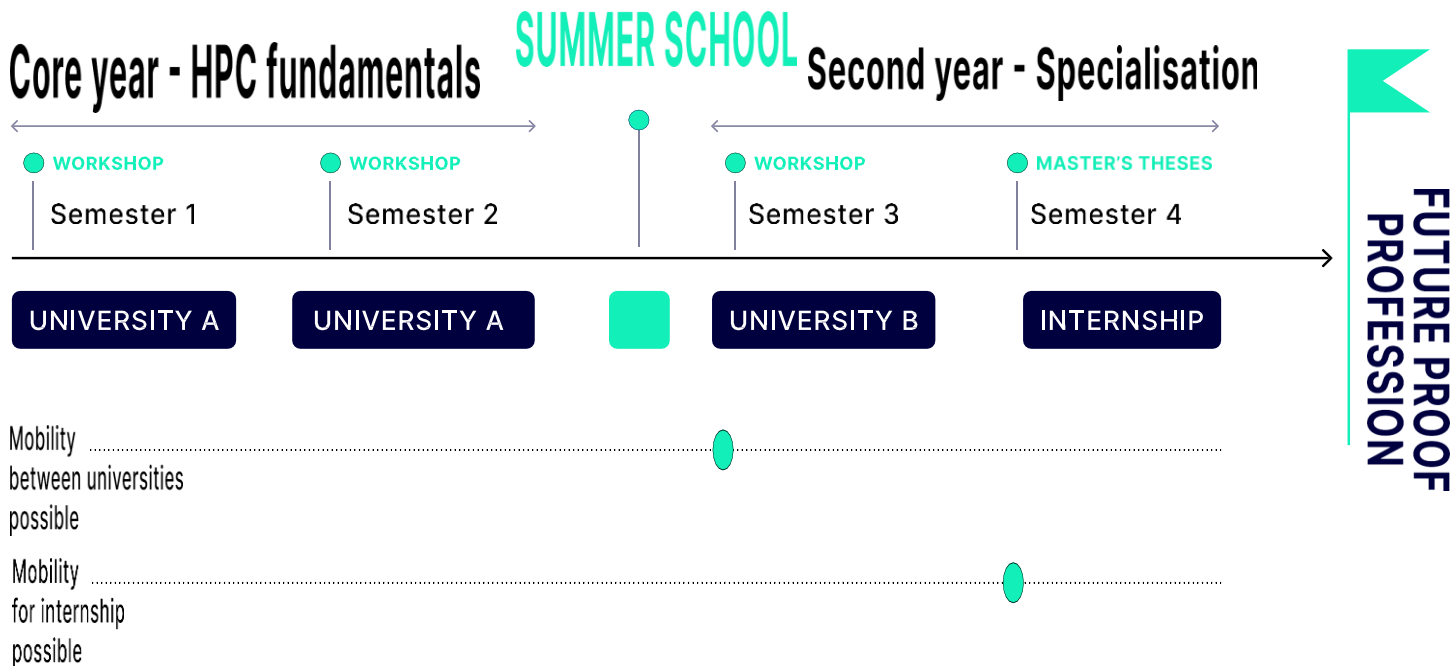 SUMMER SCHOOL
Core year - HPC fundamentals
Second year - Specialisation
WORKSHOP
WORKSHOP
WORKSHOP
MASTER'S THESES
Semester 1
Semester 2
Semester 3
Semester 4
UNIVERSITY A
UNIVERSITY A
UNIVERSITY B
INTERNSHIP
FUTURE PROOF
PROFESSION
Mobility
between universities
possible
Mobility
for internship
possible